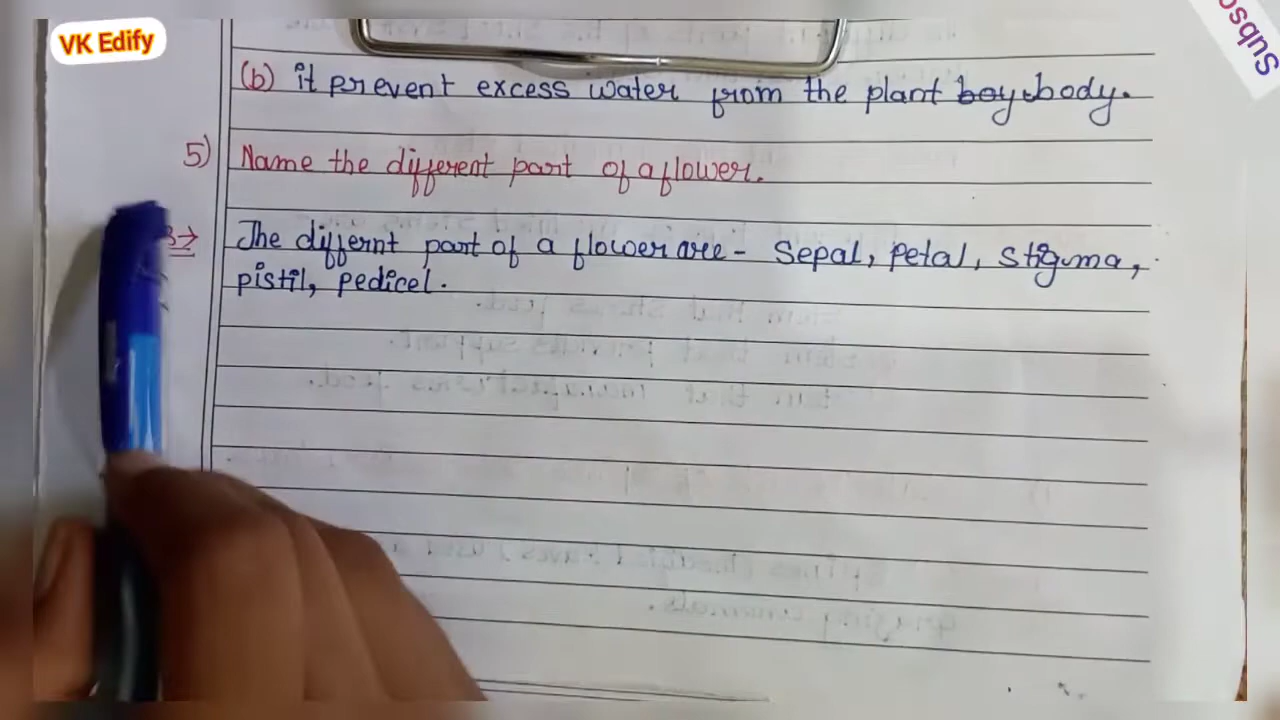 VK Edify
(b) it prevent excess water from the plant boy body.
5) Name the different part of a flower.
The differnt part of a flower are - Sepal, petal, stigma,
pistil, pedicel.